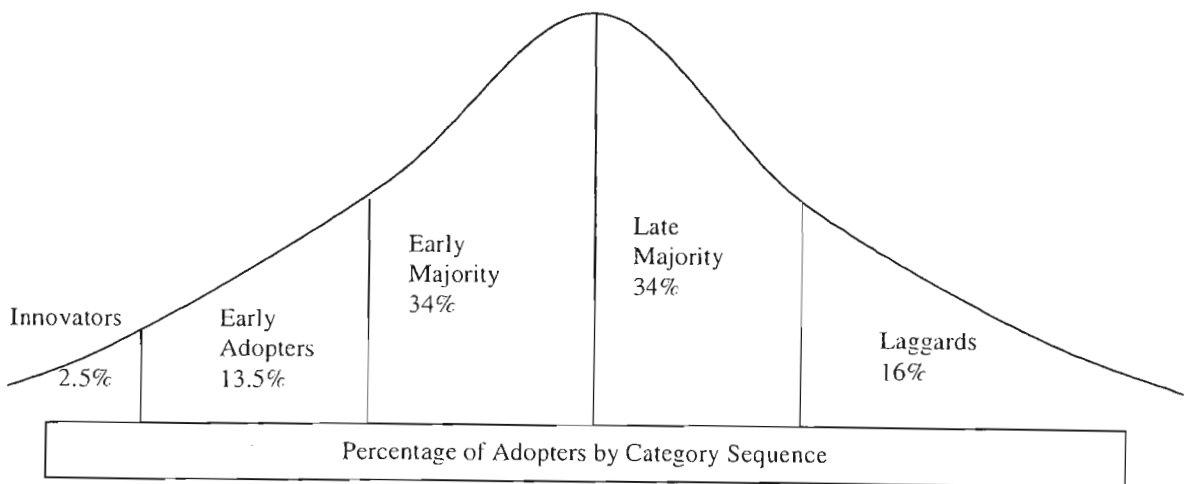 Innovators
2.5%
Early
Adopters
13.5%
Early
Majority
34%
Late
Majority
34%
Laggards
16%
Percentage of Adopters by Category Sequence